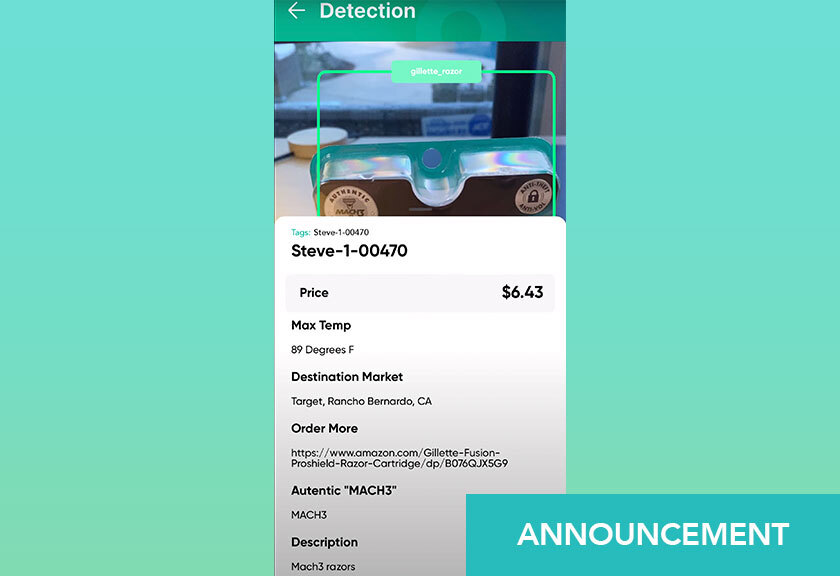 Detection
gillette_razor
AUTHENTIC
MACH3
ANTI-THEFT
ANTI-VOL
Tags: Steve-1-00470
Steve-1-00470
Price $6.43
Max Temp
89 Degrees F
Destination Market
Target, Rancho Bernardo, CA
Order More
https://www.amazon.com/Gillette-Fusion-
Proshield-Razor-Cartridge/dp/B076QJX5G9
Autentic "MACH3"
MACH3
Description
Mach3 razors
ANNOUNCEMENT